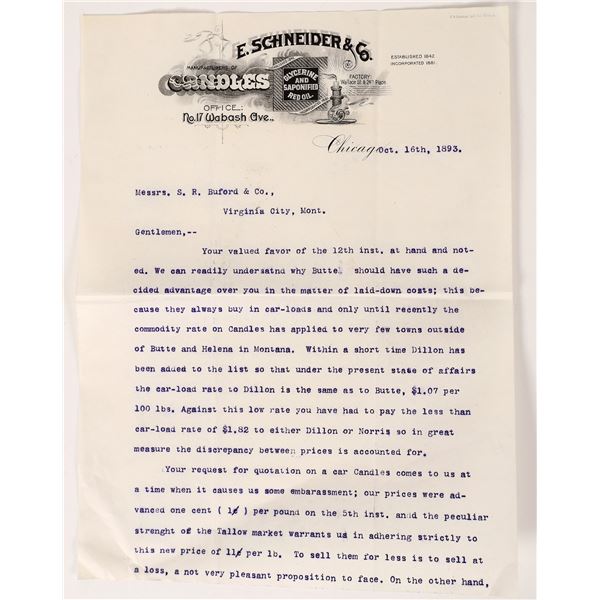 E. SCHNEIDER & Co.
MANUFACTURERS OF
CANDLES
GLYCERINE
AND
SAPONIFIED
RED OIL.
ESTABLISHED 1842.
INCORPORATED 1881.
FACTORY:
Wallace St. & 24th Place.
OFFICE:
No. 17 Wabash Ave.,
Chicago Oct. 16th, 1893.
Messrs. S. R. Buford & Co.,
Virginia City, Mont.
Gentlemen,--
Your valued favor of the 12th inst. at hand and not-
ed. We can readily undersatnd why Butte should have such a de-
cided advantage over you in the matter of laid-down costs; this be-
cause they always buy in car-loads and only until recently the
commodity rate on Candles has applied to very few towns outside
of Butte and Helena in Montana. Within a short time Dillon has
been added to the list so that under the present state of affairs
the car-load rate to Dillon is the same as to Butte, $1.07 per
100 lbs. Against this low rate you have had to pay the less than
car-load rate of $1.82 to either Dillon or Norris so in great
measure the discrepancy between prices is accounted for.
Your request for quotation on a car Candles comes to us at
a time when it causes us some embarassment; our prices were ad-
vanced one cent ( 1¢ ) per pound on the 5th inst. and the peculiar
strenght of the Tallow market warrants us in adhering strictly to
this new price of 11¢ per lb. To sell them for less is to sell at
a loss, a not very pleasant proposition to face. On the other hand,